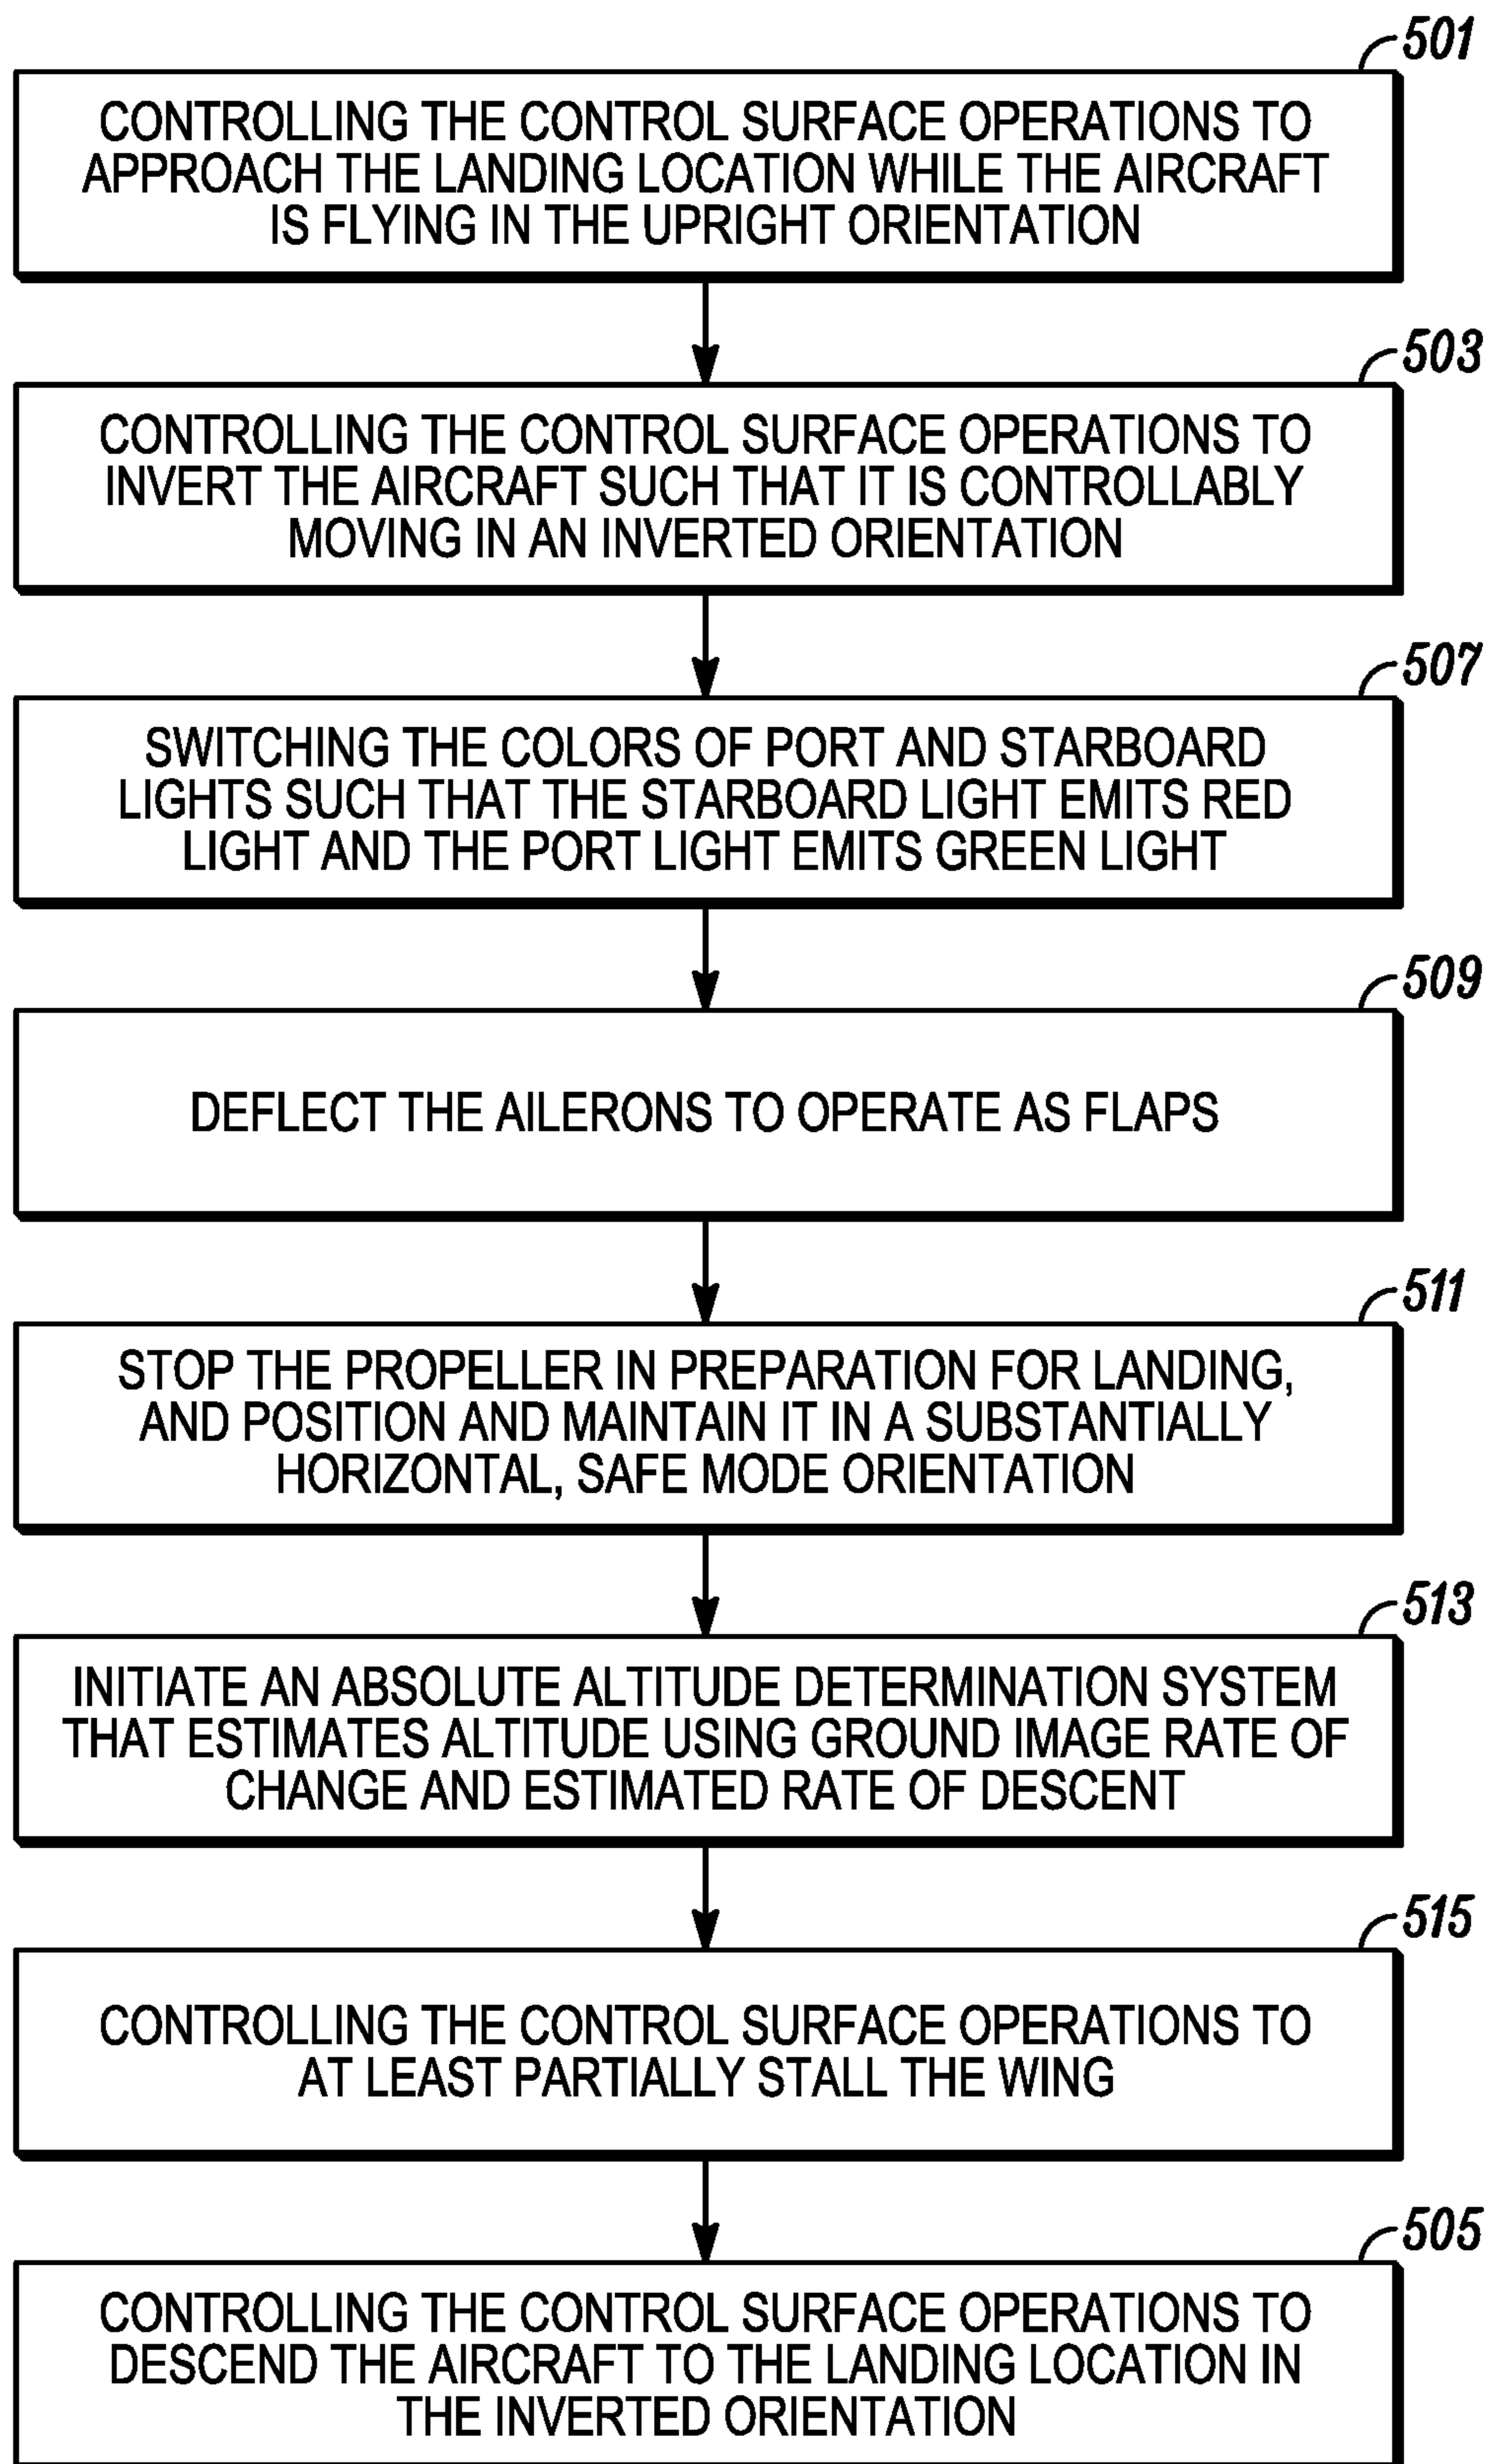 501
CONTROLLING THE CONTROL SURFACE OPERATIONS TO
APPROACH THE LANDING LOCATION WHILE THE AIRCRAFT
IS FLYING IN THE UPRIGHT ORIENTATION
503
CONTROLLING THE CONTROL SURFACE OPERATIONS TO
INVERT THE AIRCRAFT SUCH THAT IT IS CONTROLLABLY
MOVING IN AN INVERTED ORIENTATION
507
SWITCHING THE COLORS OF PORT AND STARBOARD
LIGHTS SUCH THAT THE STARBOARD LIGHT EMITS RED
LIGHT AND THE PORT LIGHT EMITS GREEN LIGHT
509
DEFLECT THE AILERONS TO OPERATE AS FLAPS
511
STOP THE PROPELLER IN PREPARATION FOR LANDING,
AND POSITION AND MAINTAIN IT IN A SUBSTANTIALLY
HORIZONTAL, SAFE MODE ORIENTATION
513
INITIATE AN ABSOLUTE ALTITUDE DETERMINATION SYSTEM
THAT ESTIMATES ALTITUDE USING GROUND IMAGE RATE OF
CHANGE AND ESTIMATED RATE OF DESCENT
515
CONTROLLING THE CONTROL SURFACE OPERATIONS TO
AT LEAST PARTIALLY STALL THE WING
505
CONTROLLING THE CONTROL SURFACE OPERATIONS TO
DESCEND THE AIRCRAFT TO THE LANDING LOCATION IN
THE INVERTED ORIENTATION